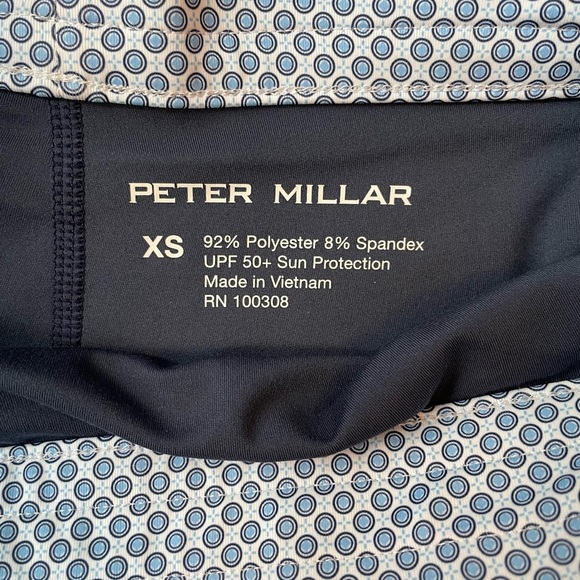 PETER MILLAR
XS
92% Polyester 8% Spandex
UPF 50+ Sun Protection
Made in Vietnam
RN 100308